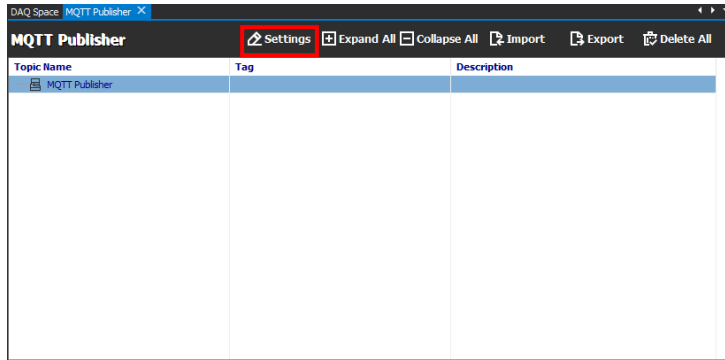 DAQ Space MQTT Publisher
MQTT Publisher Settings Expand All Collapse All Import Export Delete All
Topic Name Tag Description
MQTT Publisher